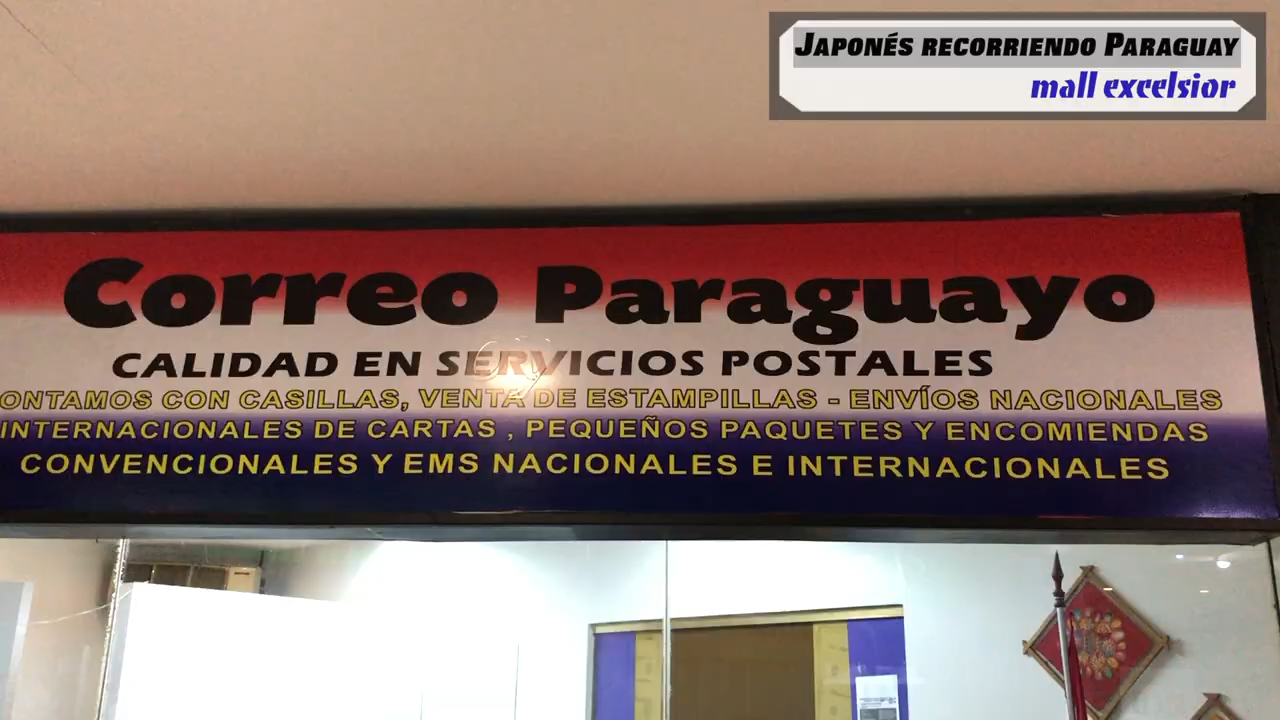 JAPONÉS RECORRIENDO PARAGUAY
mall excelsior
Correo Paraguayo
CALIDAD EN SERVICIOS POSTALES
ONTAMOS CON CASILLAS, VENTA DE ESTAMPILLAS - ENVÍOS NACIONALES
INTERNACIONALES DE CARTAS , PEQUEÑOS PAQUETES Y ENCOMIENDAS
CONVENCIONALES Y EMS NACIONALES E INTERNACIONALES